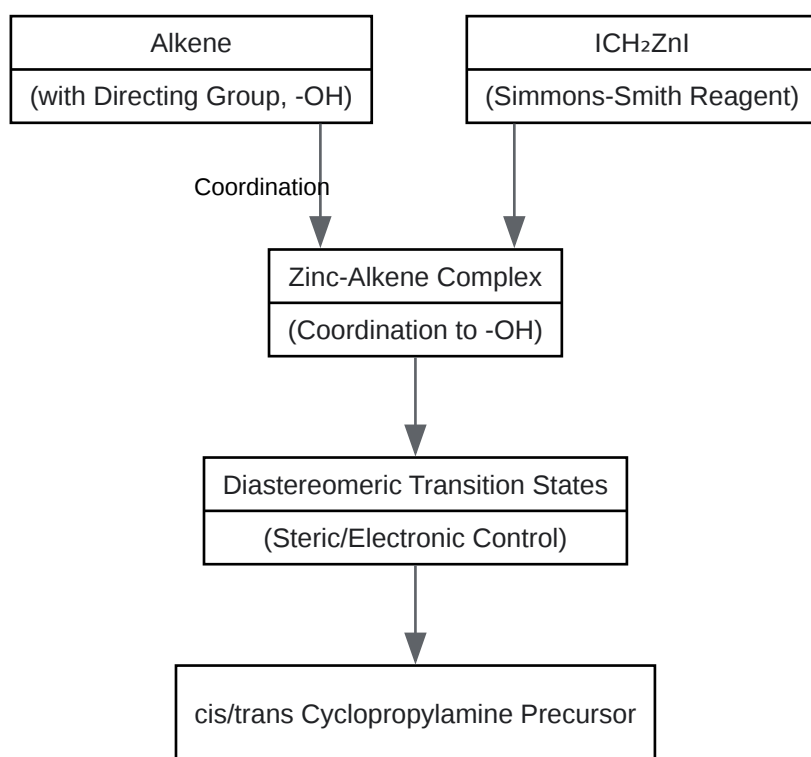 Alkene
(with Directing Group, -OH)
ICH₂ZnI
(Simmons-Smith Reagent)
Coordination
Zinc-Alkene Complex
(Coordination to -OH)
Diastereomeric Transition States
(Steric/Electronic Control)
cis/trans Cyclopropylamine Precursor